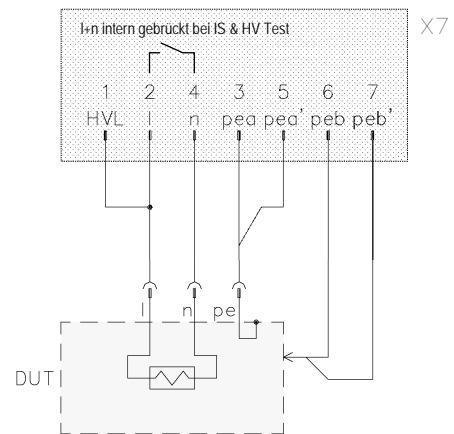 l+n intern gebrückt bei IS & HV Test
X7
1 2 4 3 5 6 7
HVL l n pea pea' peb peb'
l n pe
DUT